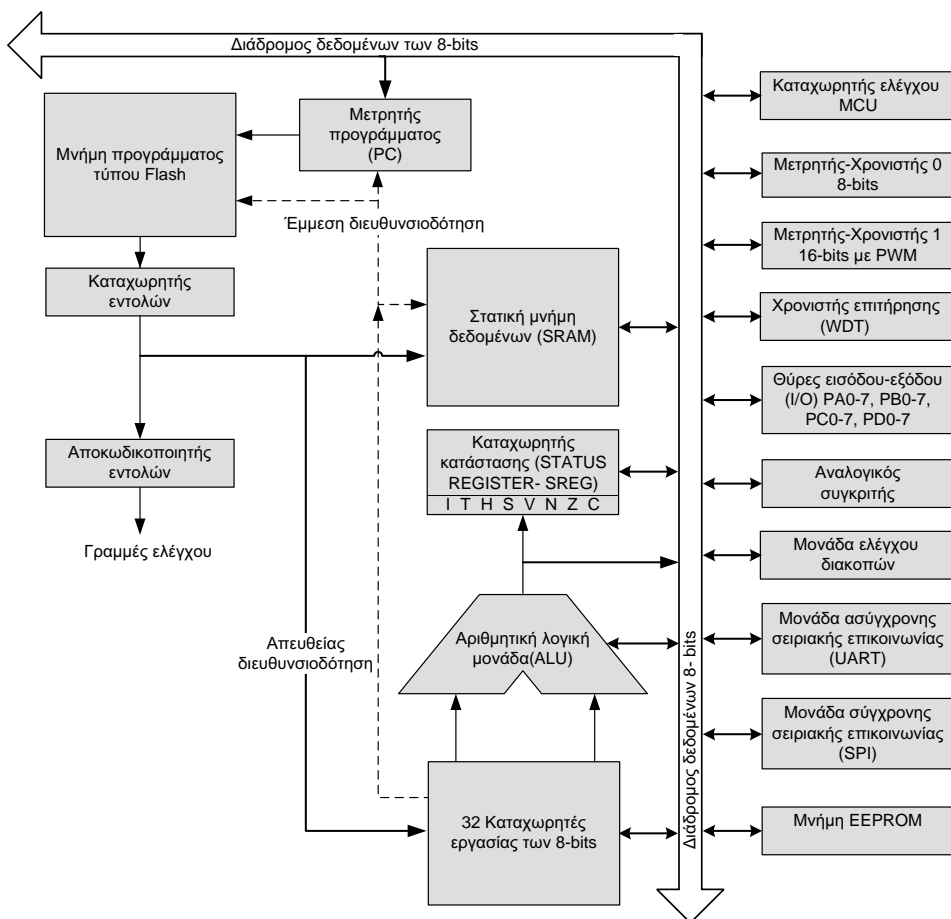 Διάδρομος δεδομένων των 8-bits
Μετρητής
προγράμματος
(PC)
Μνήμη προγράμματος
τύπου Flash
Έμμεση διευθυνσιοδότηση
Καταχωρητής
εντολών
Στατική μνήμη
δεδομένων (SRAM)
Αποκωδικοποιητής
εντολών
Γραμμές ελέγχου
Καταχωρητής
κατάστασης (STATUS
REGISTER- SREG)
I T H S V N Z C
Απευθείας
διευθυνσιοδότηση
Αριθμητική λογική
μονάδα(ALU)
32 Καταχωρητές
εργασίας των 8-bits
Διάδρομος δεδομένων 8- bits
Καταχωρητής ελέγχου
MCU
Μετρητής-Χρονιστής 0
8-bits
Μετρητής-Χρονιστής 1
16-bits με PWM
Χρονιστής επιτήρησης
(WDT)
Θύρες εισόδου-εξόδου
(I/O) PA0-7, PB0-7,
PC0-7, PD0-7
Αναλογικός
συγκριτής
Μονάδα ελέγχου
διακοπών
Μονάδα ασύγχρονης
σειριακής επικοινωνίας
(UART)
Μονάδα σύγχρονης
σειριακής επικοινωνίας
(SPI)
Μνήμη EEPROM